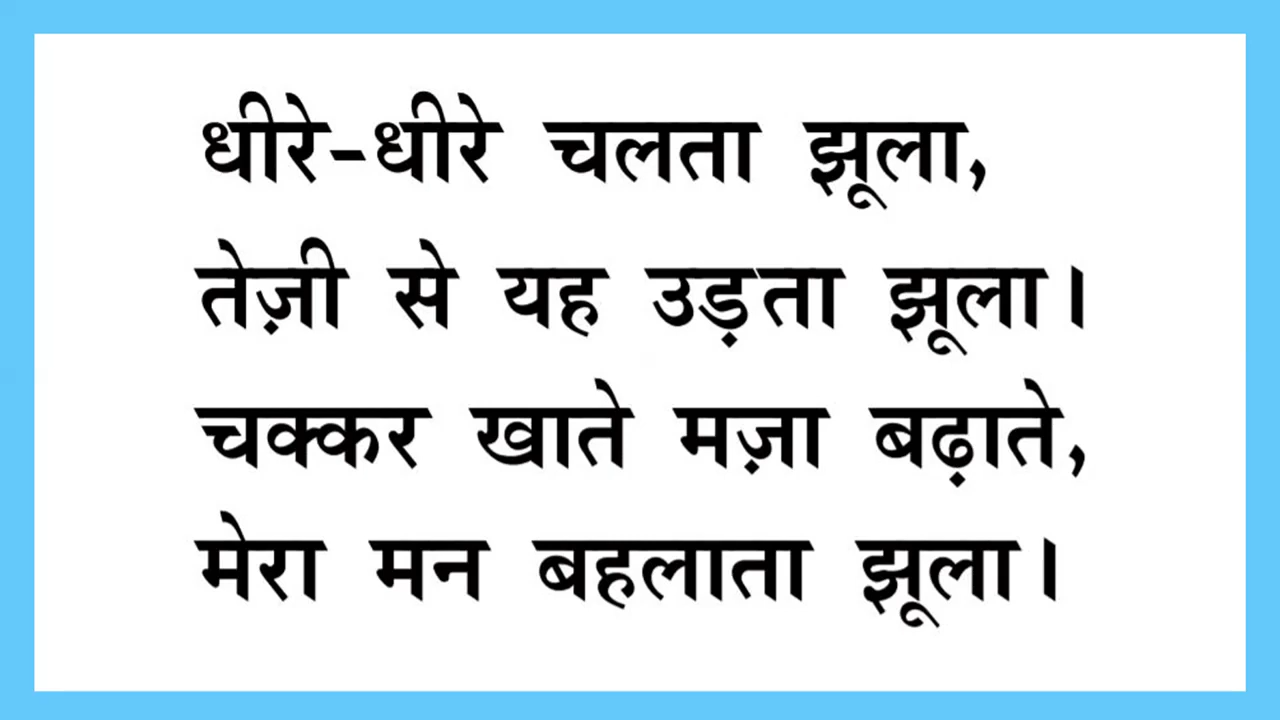 धीरे-धीरे चलता झूला,
तेज़ी से यह उड़ता झूला।
चक्कर खाते मज़ा बढ़ाते,
मेरा मन बहलाता झूला।